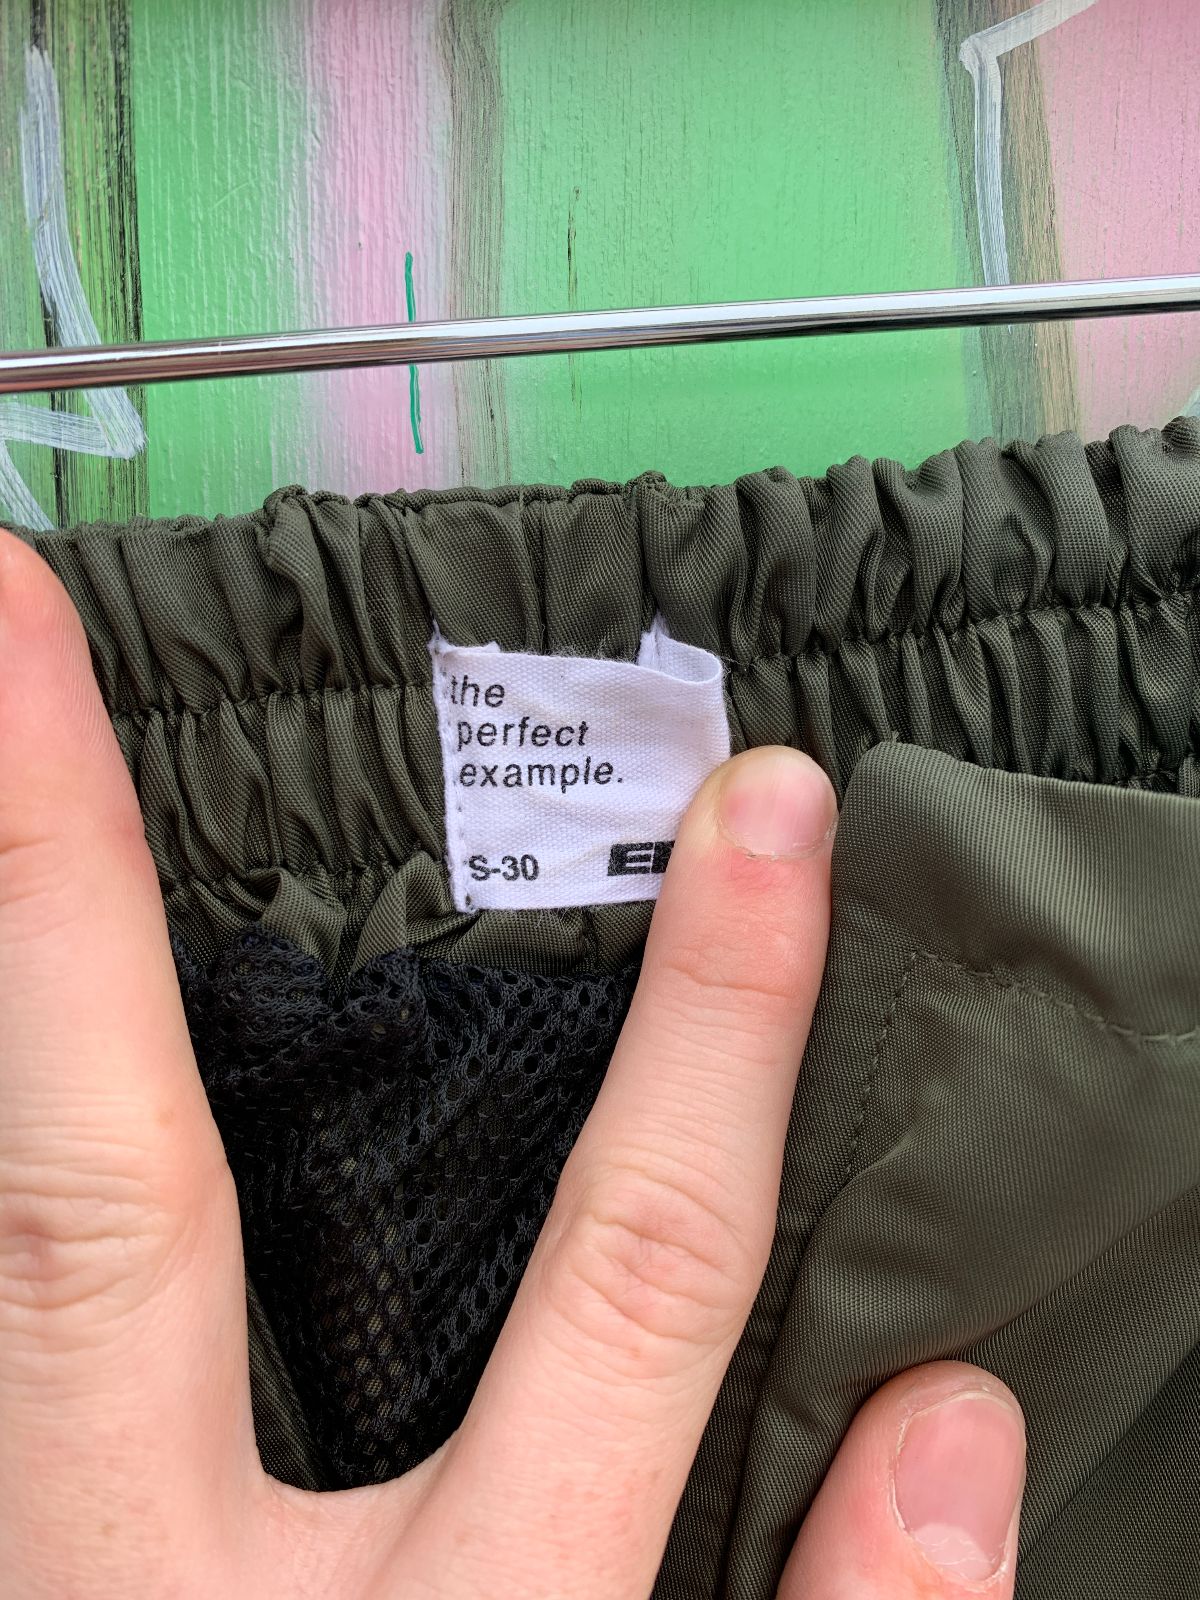 the
perfect
example.
S-30